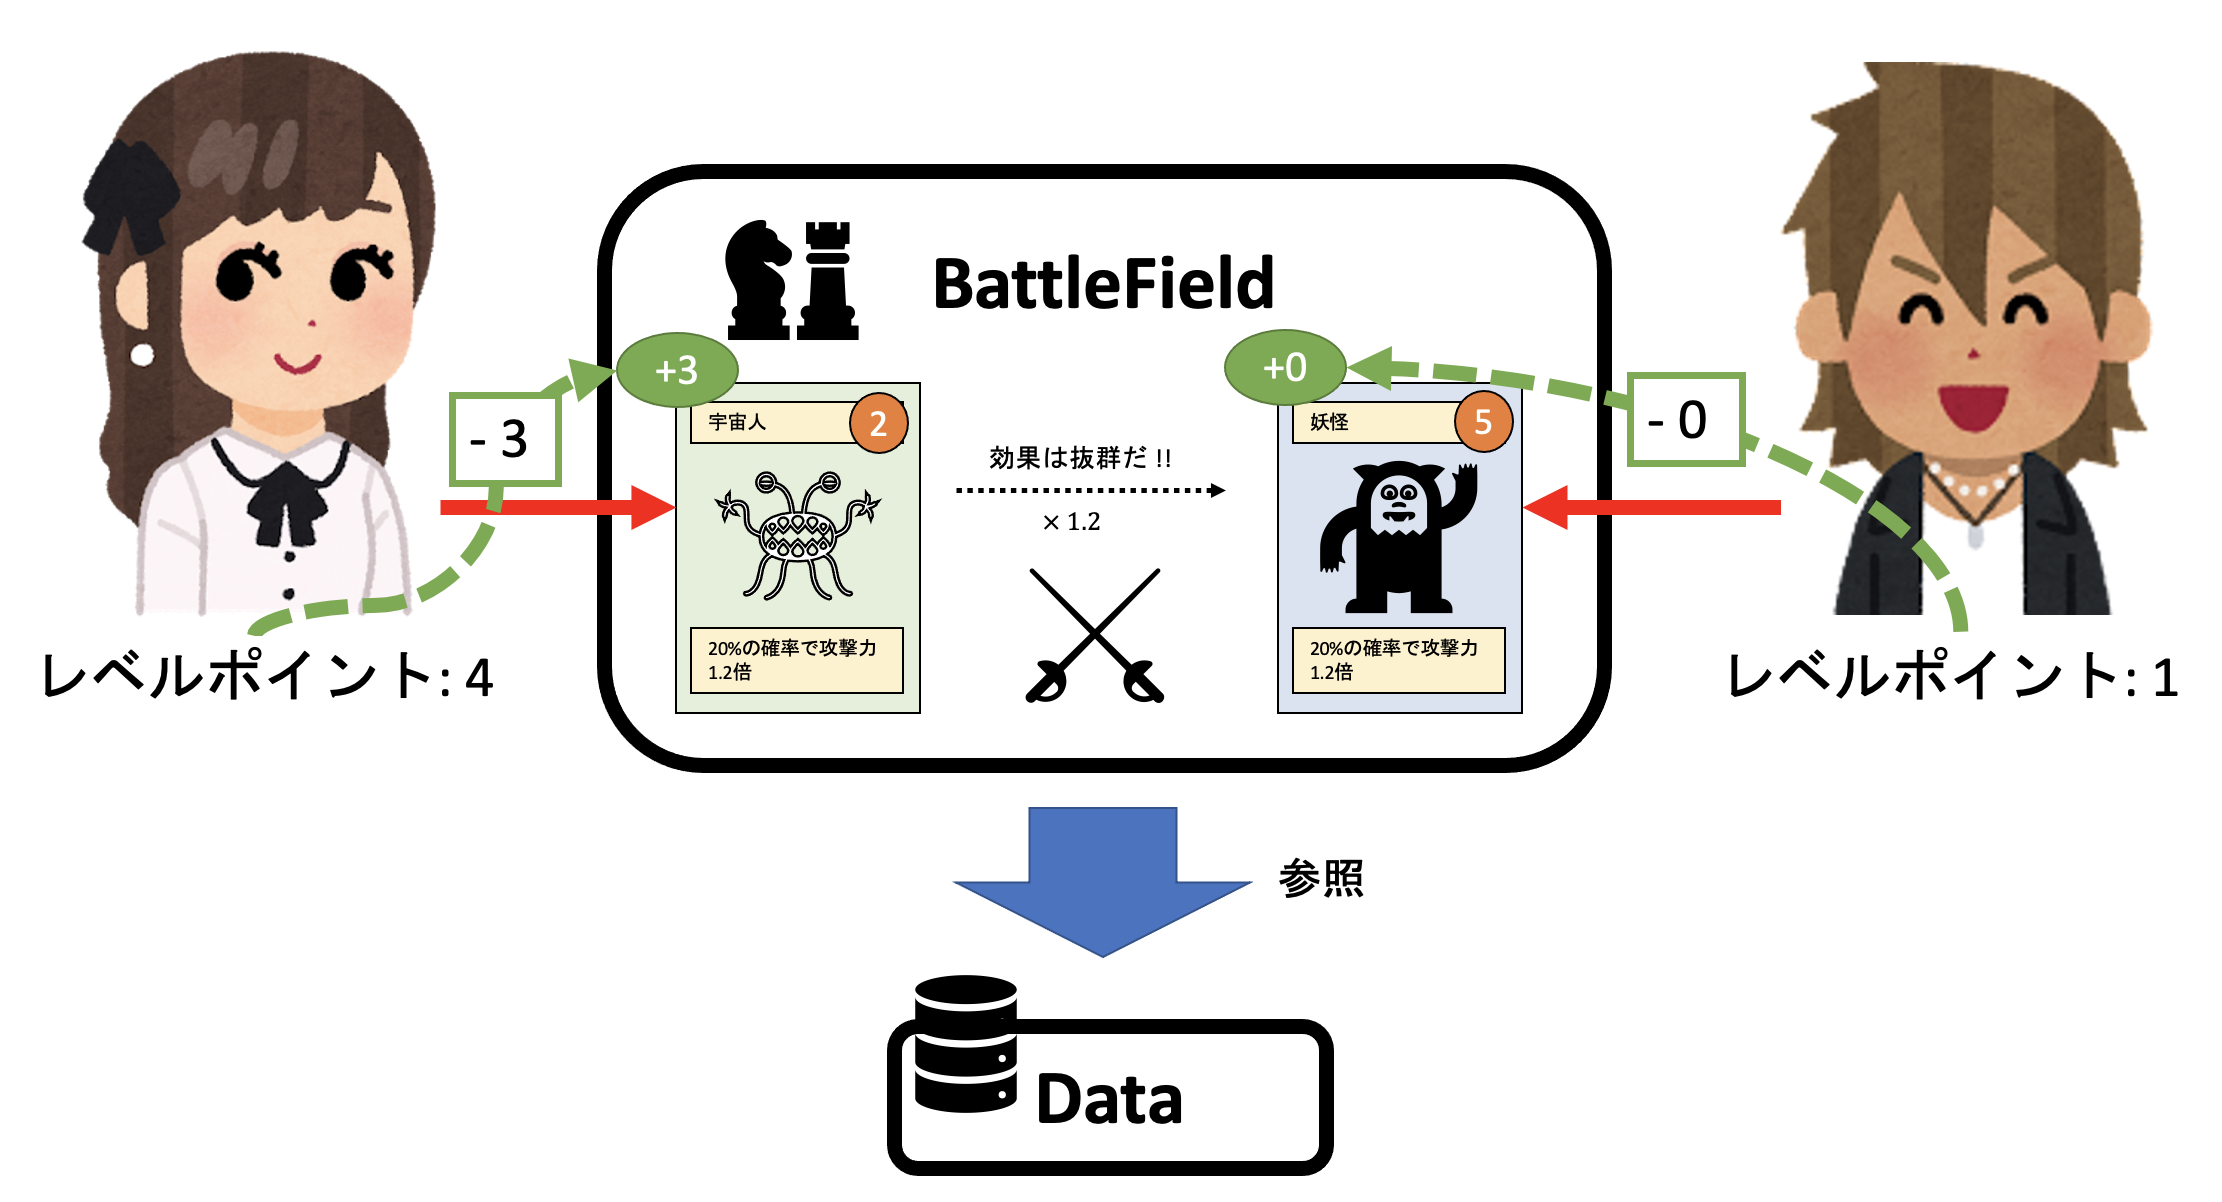 BattleField
+3
+0
- 3
- 0
宇宙人
2
妖怪
5
効果は抜群だ !!
× 1.2
20%の確率で攻撃力
1.2倍
20%の確率で攻撃力
1.2倍
レベルポイント: 4
レベルポイント: 1
参照
Data